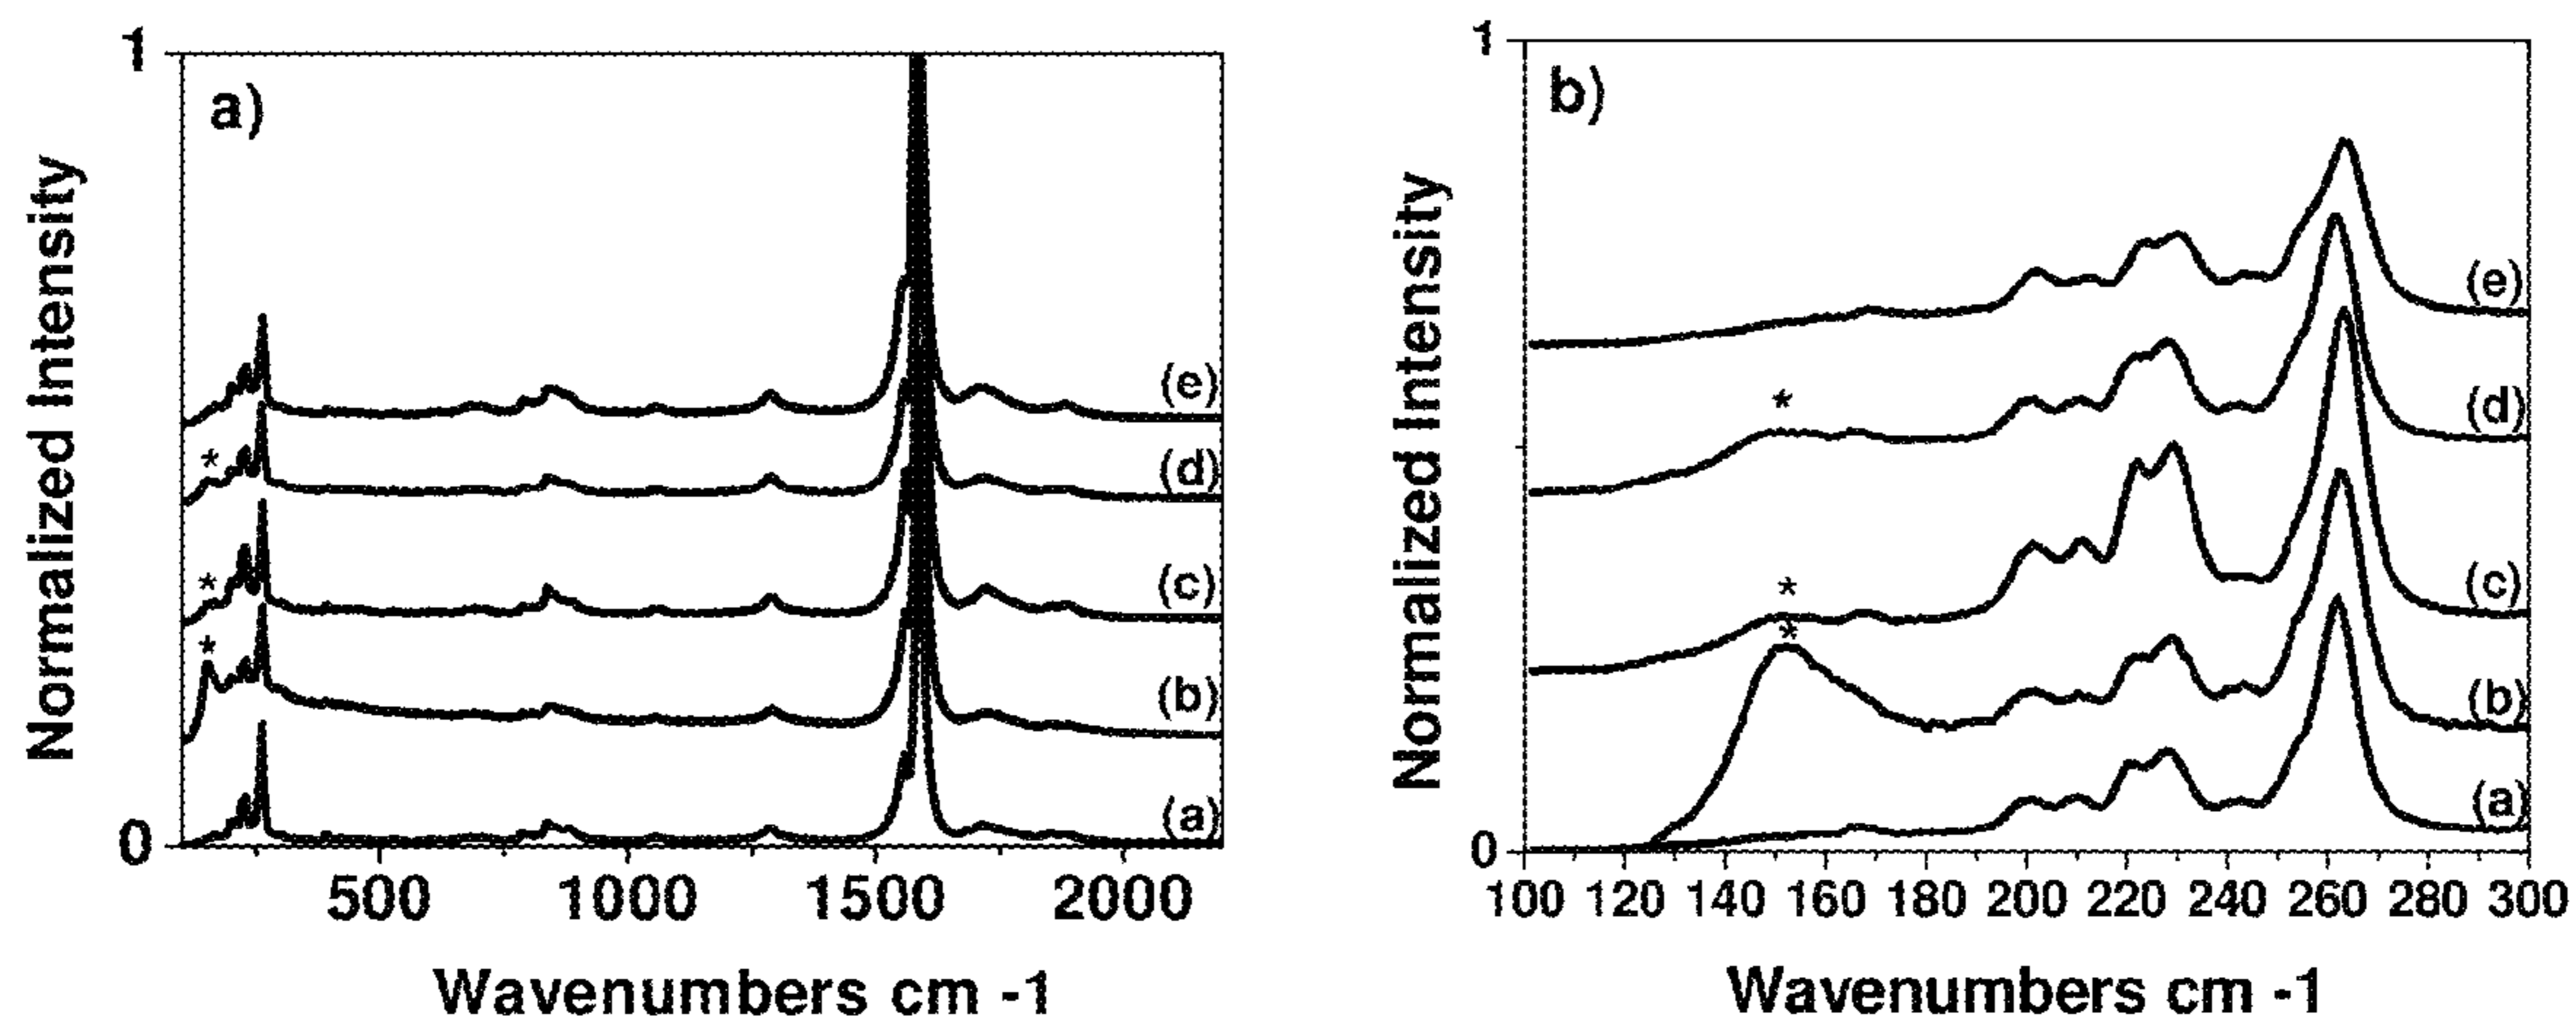 1
a)
Normalized Intensity
(e)
*
(d)
*
(c)
*
(b)
(a)
0
500 1000 1500 2000
Wavenumbers cm -1
1
b)
Normalized Intensity
(e)
*
(d)
*
(c)
*
(b)
(a)
0
100 120 140 160 180 200 220 240 260 280 300
Wavenumbers cm -1